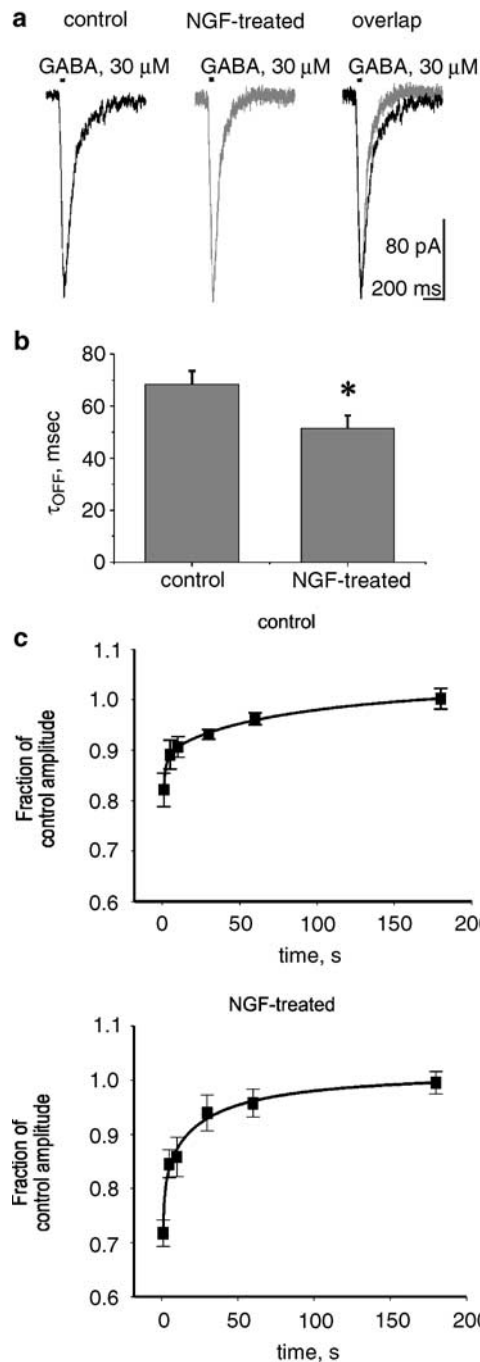 a
control NGF-treated overlap
GABA, 30 µM GABA, 30 µM GABA, 30 µM
80 pA
200 ms
b
80
60
40
20
0
τOFF, msec
*
control NGF-treated
c
control
1.1
1.0
0.9
0.8
0.7
0.6
Fraction of
control amplitude
0 50 100 150 200
time, s
NGF-treated
1.1
1.0
0.9
0.8
0.7
0.6
Fraction of
control amplitude
0 50 100 150 200
time, s